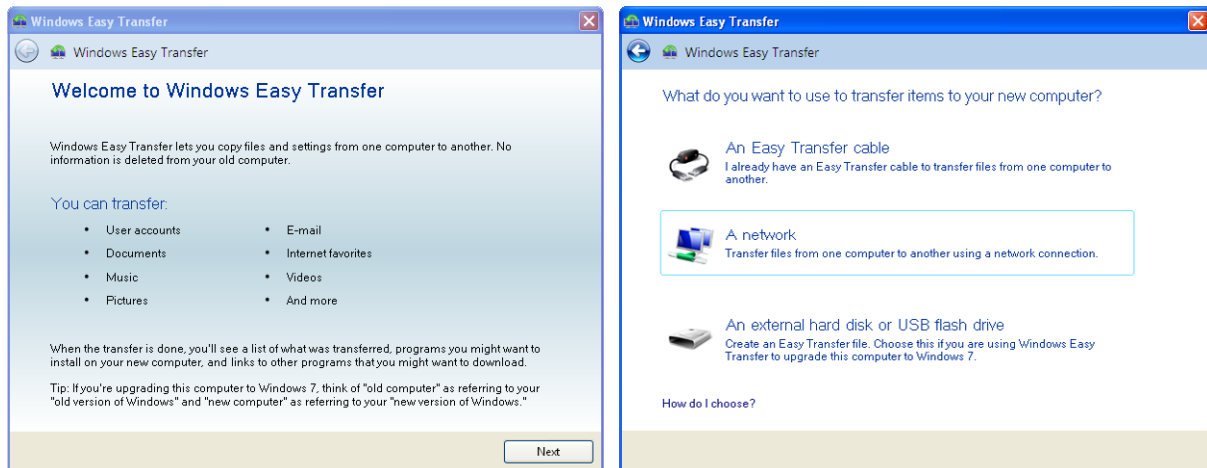 Windows Easy Transfer
Windows Easy Transfer
Welcome to Windows Easy Transfer
Windows Easy Transfer lets you copy files and settings from one computer to another. No
information is deleted from your old computer.
You can transfer:
• User accounts
• Documents
• Music
• Pictures
• E-mail
• Internet favorites
• Videos
• And more
When the transfer is done, you'll see a list of what was transferred, programs you might want to
install on your new computer, and links to other programs that you might want to download.
Tip: If you're upgrading this computer to Windows 7, think of "old computer" as referring to your
"old version of Windows" and "new computer" as referring to your "new version of Windows."
Next
Windows Easy Transfer
Windows Easy Transfer
What do you want to use to transfer items to your new computer?
An Easy Transfer cable
I already have an Easy Transfer cable to transfer files from one computer to
another.
A network
Transfer files from one computer to another using a network connection.
An external hard disk or USB flash drive
Create an Easy Transfer file. Choose this if you are using Windows Easy
Transfer to upgrade this computer to Windows 7.
How do I choose?